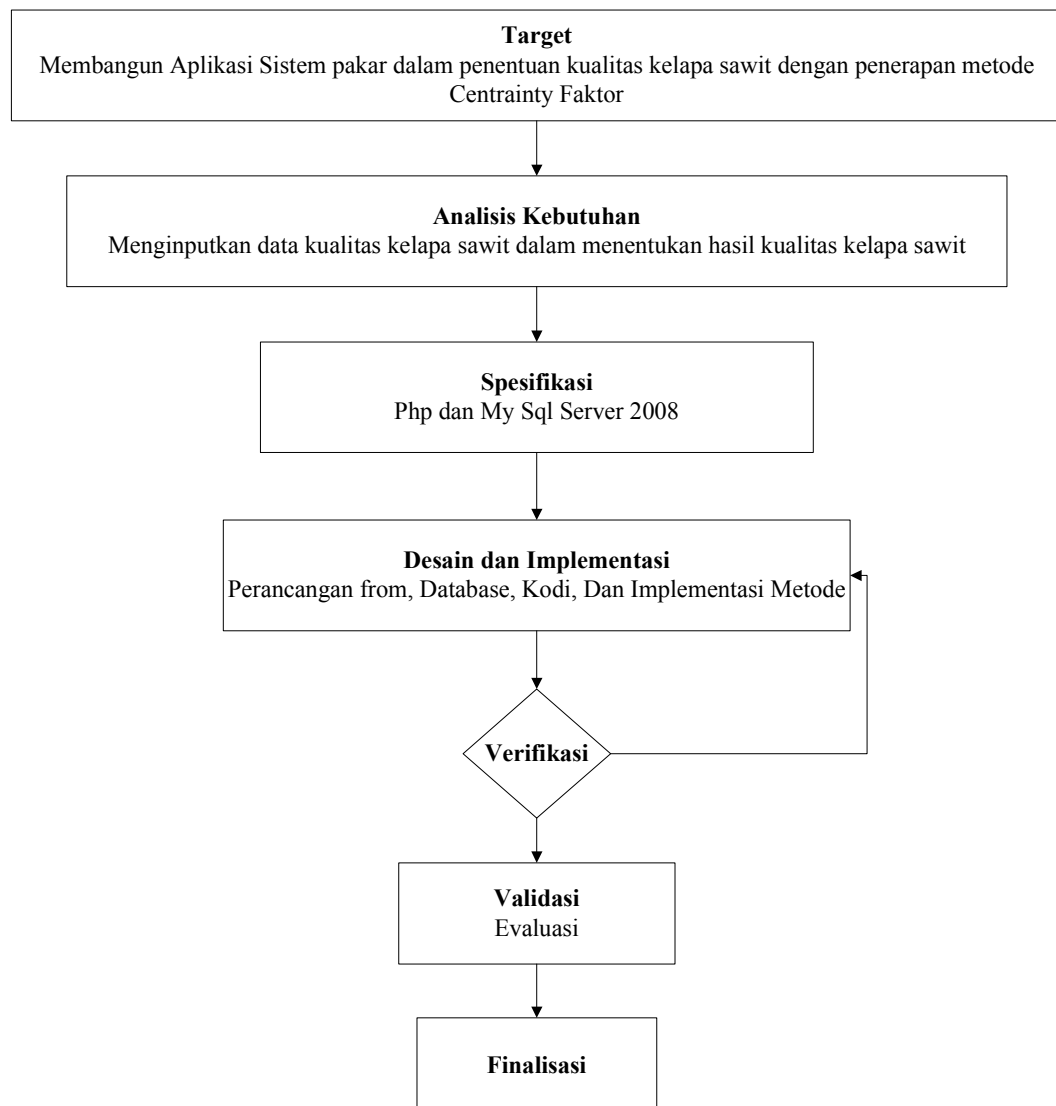 Target
Membangun Aplikasi Sistem pakar dalam penentuan kualitas kelapa sawit dengan penerapan metode
Centrainty Faktor
Analisis Kebutuhan
Menginputkan data kualitas kelapa sawit dalam menentukan hasil kualitas kelapa sawit
Spesifikasi
Php dan My Sql Server 2008
Desain dan Implementasi
Perancangan from, Database, Kodi, Dan Implementasi Metode
Verifikasi
Validasi
Evaluasi
Finalisasi